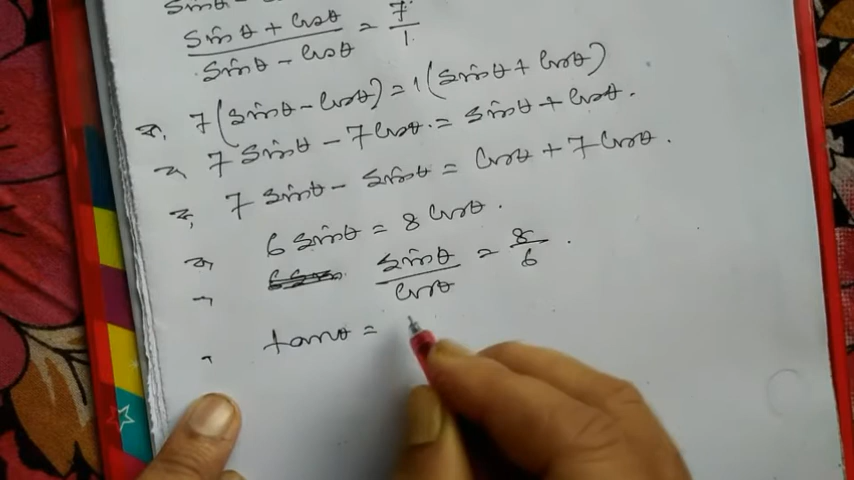 sinθ -
sinθ + cosθ / sinθ - cosθ = 7/1
বা, 7(sinθ - cosθ) = 1(sinθ + cosθ)
বা, 7 sinθ - 7 cosθ = sinθ + cosθ.
বা, 7 sinθ - sinθ = cosθ + 7 cosθ.
বা, 6 sinθ = 8 cosθ.
sinθ / cosθ = 8/6.
tanθ =